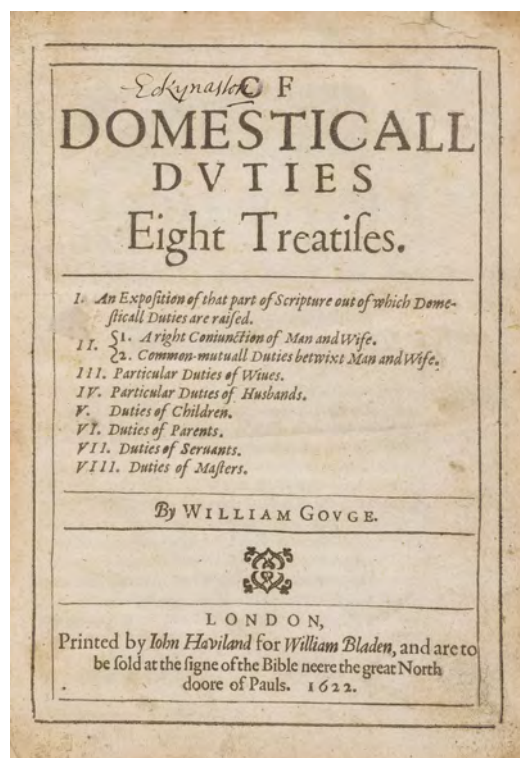 Eckynaston
OF
DOMESTICALL
DVTIES
Eight Treatiſes.
I. An Expoſition of that part of Scripture out of which Dome-
ſticall Duties are raiſed.
II. {1. A right Coniunction of Man and Wife.
2. Common-mutuall Duties betwixt Man and Wife.
III. Particular Duties of Wiues.
IV. Particular Duties of Husbands.
V. Duties of Children.
VI. Duties of Parents.
VII. Duties of Seruants.
VIII. Duties of Maſters.
By WILLIAM GOVGE.
LONDON,
Printed by Iohn Haviland for William Bladen, and are to
be ſold at the ſigne of the Bible neere the great North
doore of Pauls. 1622.